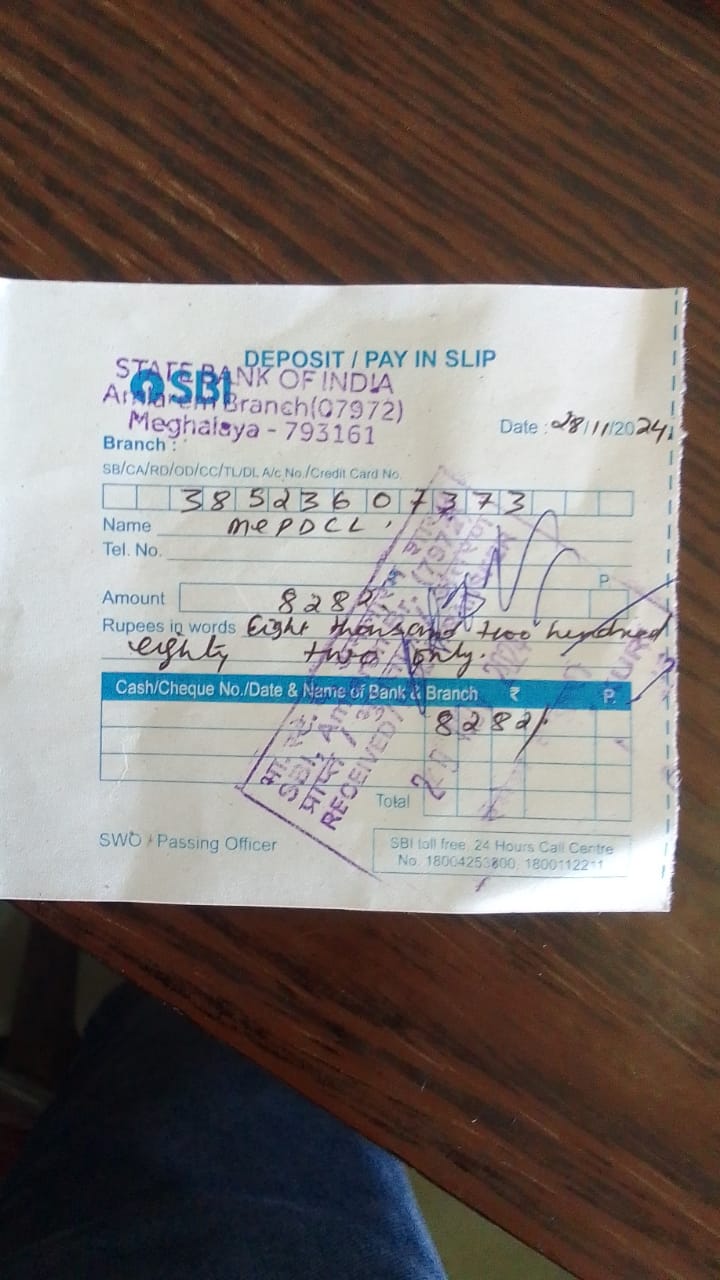 DEPOSIT / PAY IN SLIP
SBI
STATE BANK OF INDIA
Amlarem Branch(07972)
Meghalaya - 793161
Date : 28/11/2024
Branch :
SB/CA/RD/OD/CC/TL/DL A/c No./Credit Card No.
38523607373
Name MePDCL
Tel. No.
P.
Amount 8282
Rupees in words Eight thousand two hundred
eighty two only.
Cash/Cheque No./Date & Name of Bank & Branch ₹ P.
8282/
Total
SWO / Passing Officer
SBI toll free, 24 Hours Call Centre
No. 18004253800, 1800112211
RECEIVED